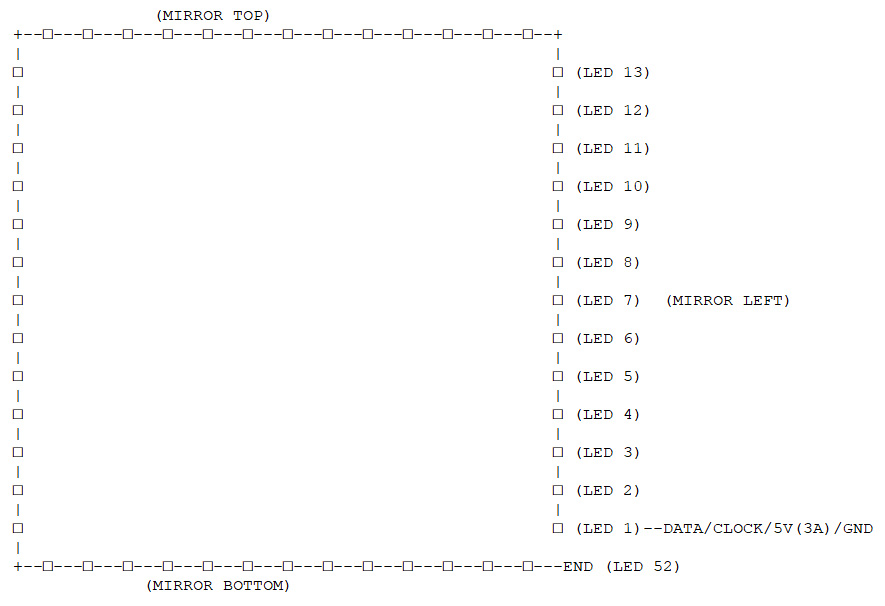 (MIRROR TOP)
+--□---□---□---□---□---□---□---□---□---□---□---□---□--+
| |
□ □ (LED 13)
| |
□ □ (LED 12)
| |
□ □ (LED 11)
| |
□ □ (LED 10)
| |
□ □ (LED 9)
| |
□ □ (LED 8)
| |
□ □ (LED 7) (MIRROR LEFT)
| |
□ □ (LED 6)
| |
□ □ (LED 5)
| |
□ □ (LED 4)
| |
□ □ (LED 3)
| |
□ □ (LED 2)
| |
□ □ (LED 1)--DATA/CLOCK/5V(3A)/GND
|
+--□---□---□---□---□---□---□---□---□---□---□---□---□---END (LED 52)
(MIRROR BOTTOM)